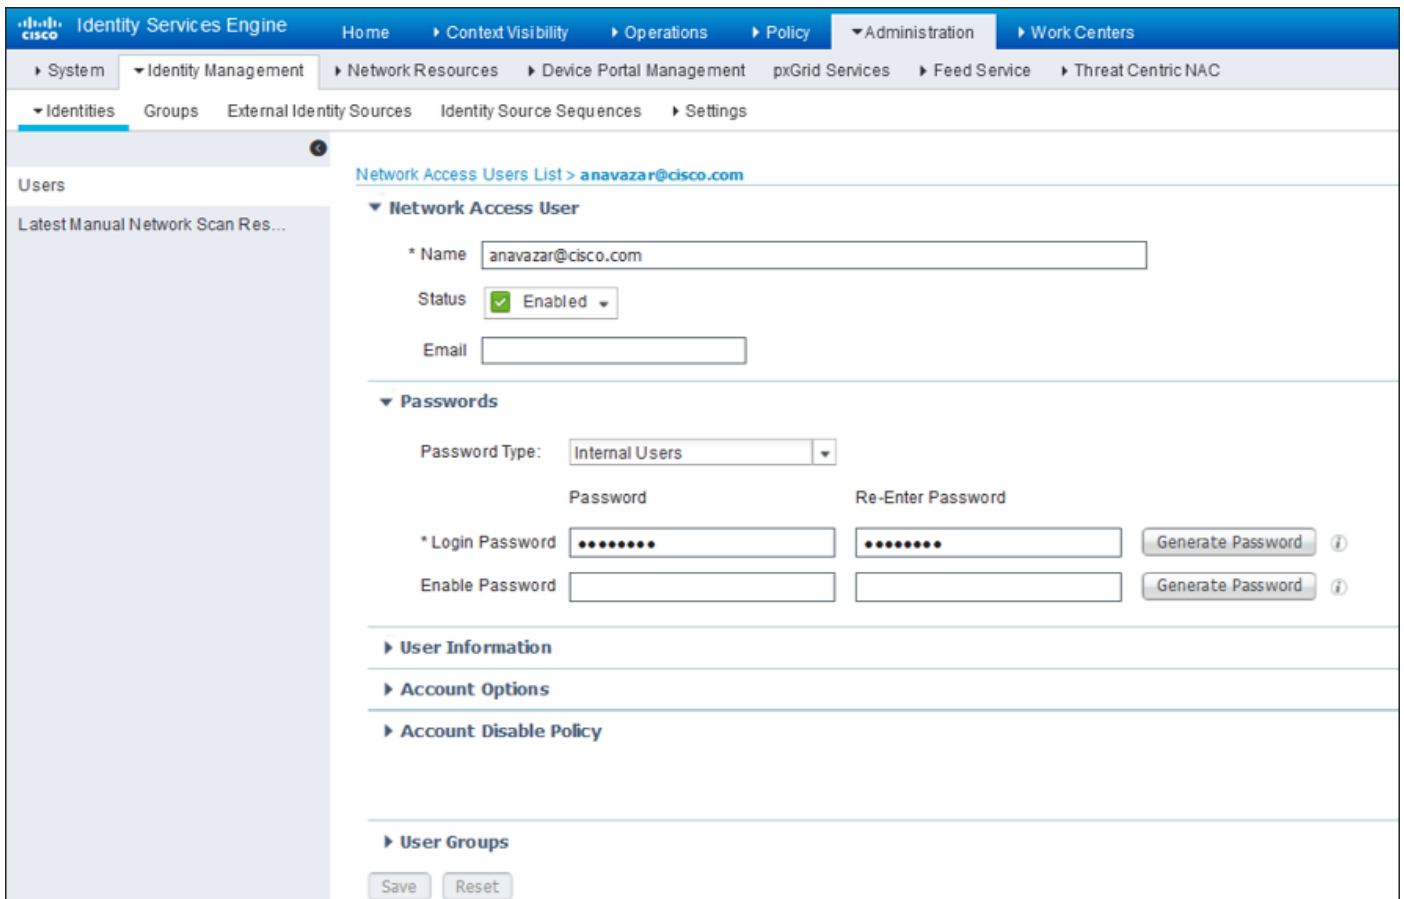 cisco Identity Services Engine Home Context Visibility Operations Policy Administration Work Centers
System Identity Management Network Resources Device Portal Management pxGrid Services Feed Service Threat Centric NAC
Identities Groups External Identity Sources Identity Source Sequences Settings
Users
Latest Manual Network Scan Res...
Network Access Users List > anavazar@cisco.com
Network Access User
* Name anavazar@cisco.com
Status Enabled
Email
Passwords
Password Type: Internal Users
Password Re-Enter Password
* Login Password •••••••• •••••••• Generate Password i
Enable Password Generate Password i
User Information
Account Options
Account Disable Policy
User Groups
Save Reset